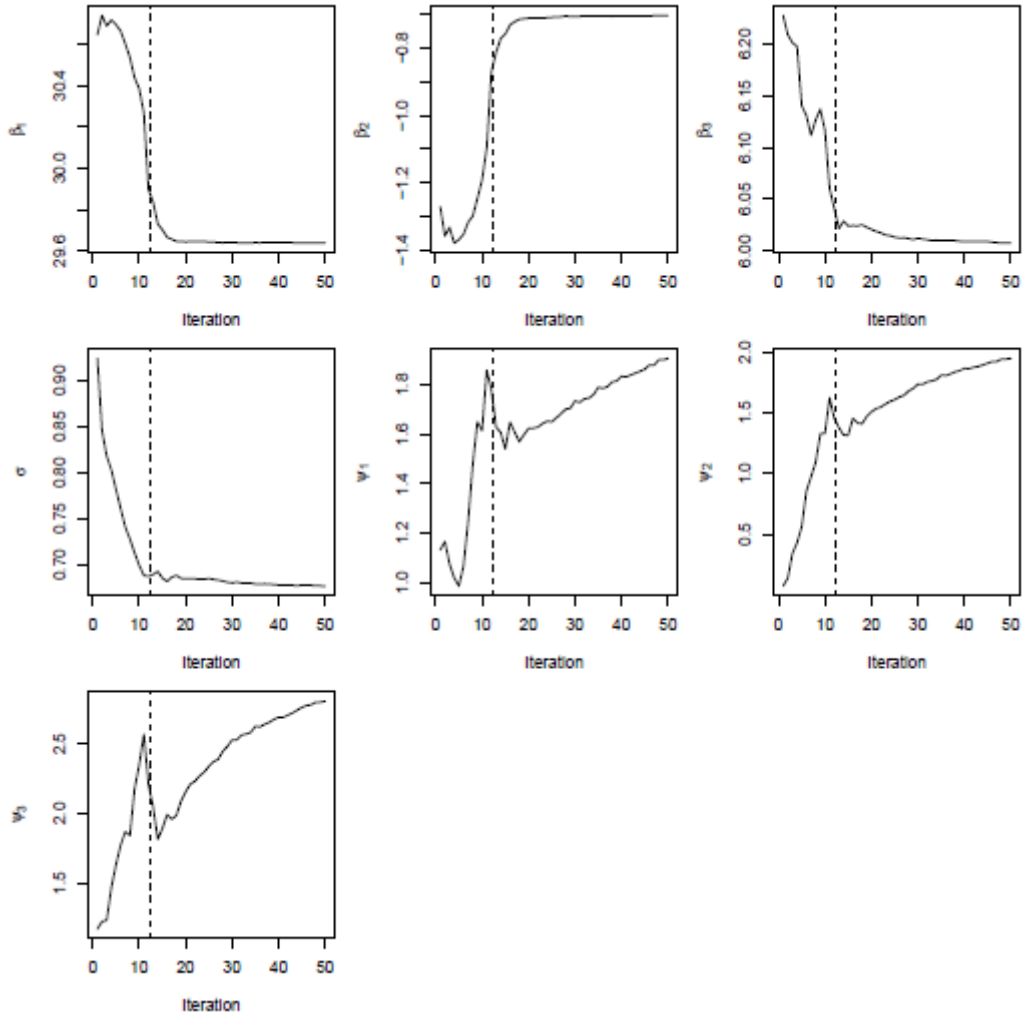 β1
29.6 30.0 30.4
0 10 20 30 40 50
Iteration
β2
−1.4 −1.2 −1.0 −0.8
0 10 20 30 40 50
Iteration
β3
6.00 6.05 6.10 6.15 6.20
0 10 20 30 40 50
Iteration
σ
0.70 0.75 0.80 0.85 0.90
0 10 20 30 40 50
Iteration
ψ1
1.0 1.2 1.4 1.6 1.8
0 10 20 30 40 50
Iteration
ψ2
0.5 1.0 1.5 2.0
0 10 20 30 40 50
Iteration
ψ3
1.5 2.0 2.5
0 10 20 30 40 50
Iteration